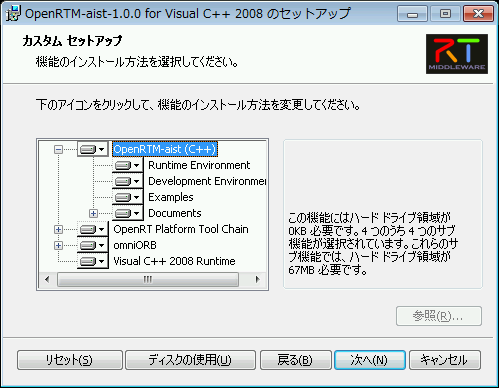 OpenRTM-aist-1.0.0 for Visual C++ 2008 のセットアップ
カスタム セットアップ
機能のインストール方法を選択してください。
RT
MIDDLEWARE
下のアイコンをクリックして、機能のインストール方法を変更してください。
OpenRTM-aist (C++)
Runtime Environment
Development Environme
Examples
Documents
OpenRT Platform Tool Chain
omniORB
Visual C++ 2008 Runtime
この機能にはハード ドライブ領域が
0KB 必要です。4 つのうち 4 つのサブ
機能が選択されています。これらのサ
ブ機能では、ハード ドライブ領域が
67MB 必要です。
参照(R)...
リセット(S)
ディスクの使用(U)
戻る(B)
次へ(N)
キャンセル